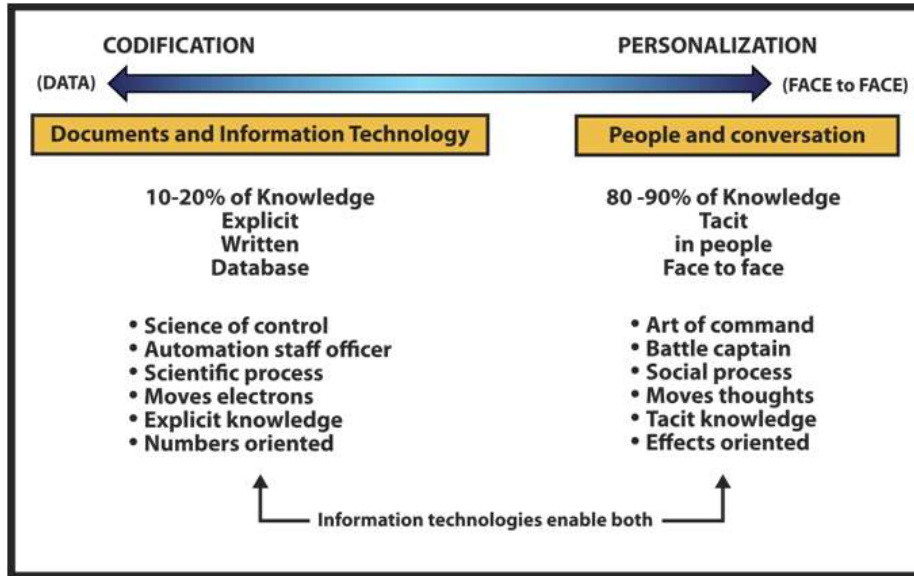 CODIFICATION
PERSONALIZATION
(DATA)
(FACE to FACE)
Documents and Information Technology
10-20% of Knowledge
Explicit
Written
Database
• Science of control
• Automation staff officer
• Scientific process
• Moves electrons
• Explicit knowledge
• Numbers oriented
People and conversation
80 -90% of Knowledge
Tacit
in people
Face to face
• Art of command
• Battle captain
• Social process
• Moves thoughts
• Tacit knowledge
• Effects oriented
Information technologies enable both